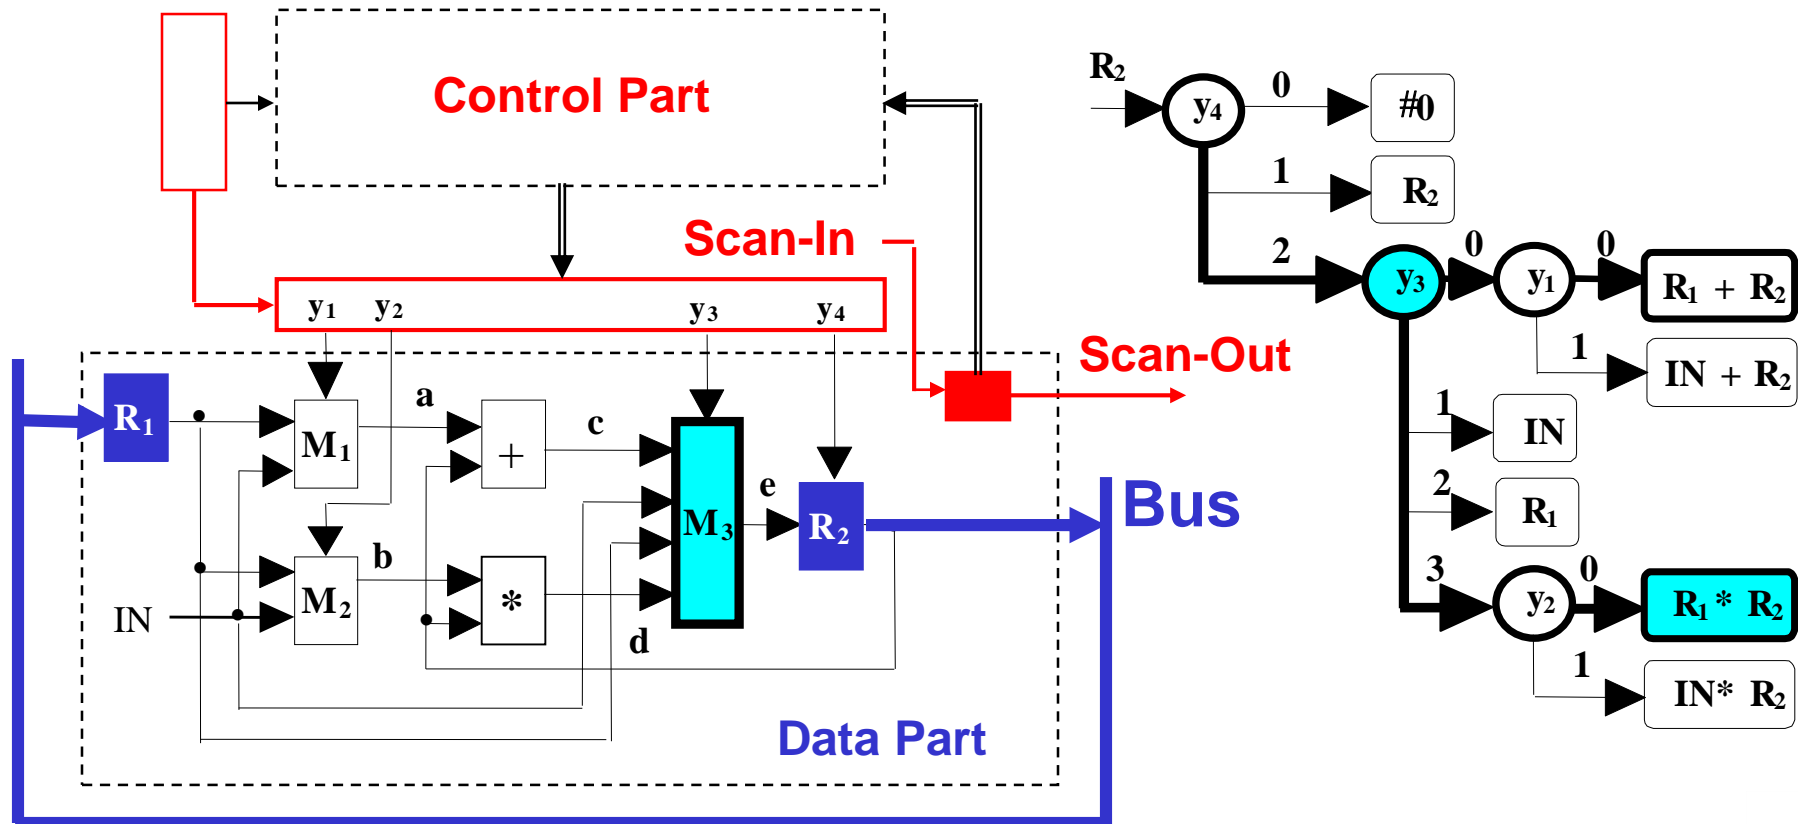 Control Part
Scan-In
y1 y2 y3 y4
Scan-Out
R1
M1
a
+
c
M2
b
*
d
IN
M3
e
R2
Bus
Data Part
R2
y4
0
#0
1
R2
2
y3
0
y1
0
R1 + R2
1
IN + R2
1
IN
2
R1
3
y2
0
R1 * R2
1
IN* R2